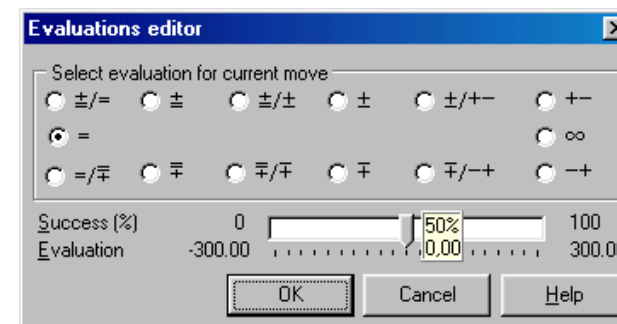 Evaluations editor
Select evaluation for current move
⩲/= ⩲ ⩲/± ± ±/+− +−
= ∞
=/⩱ ⩱ ⩱/∓ ∓ ∓/−+ −+
Success (%) 0 50% 100
Evaluation -300.00 0,00 300.0
OK Cancel Help